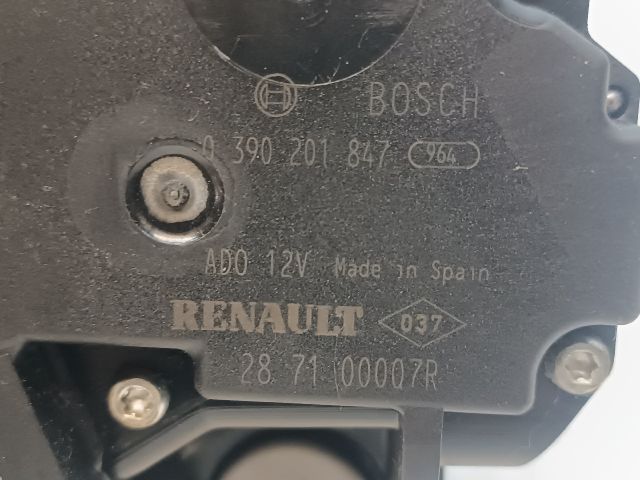 BOSCH
0 390 201 847 964
ADO 12V Made in Spain
RENAULT 037
28 71 00007R